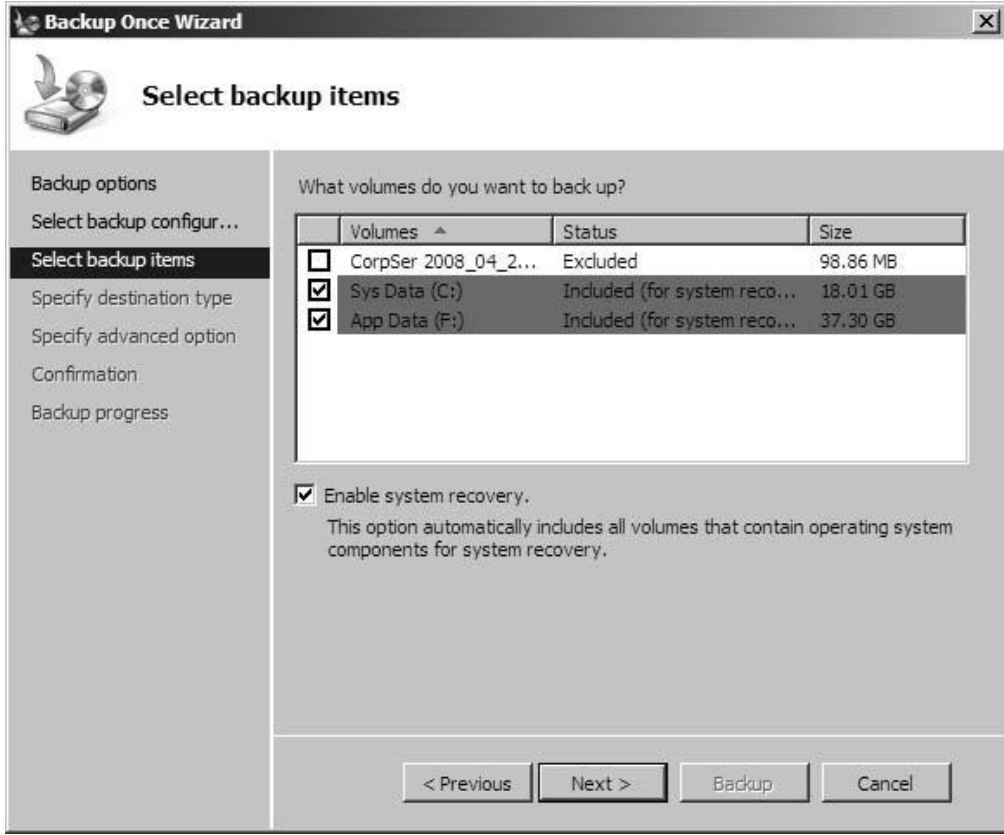 Backup Once Wizard
Select backup items
Backup options
Select backup configur...
Select backup items
Specify destination type
Specify advanced option
Confirmation
Backup progress
What volumes do you want to back up?
Volumes Status Size
CorpSer 2008_04_2... Excluded 98.86 MB
Sys Data (C:) Included (for system reco... 18.01 GB
App Data (F:) Included (for system reco... 37.30 GB
Enable system recovery.
This option automatically includes all volumes that contain operating system
components for system recovery.
< Previous Next > Backup Cancel